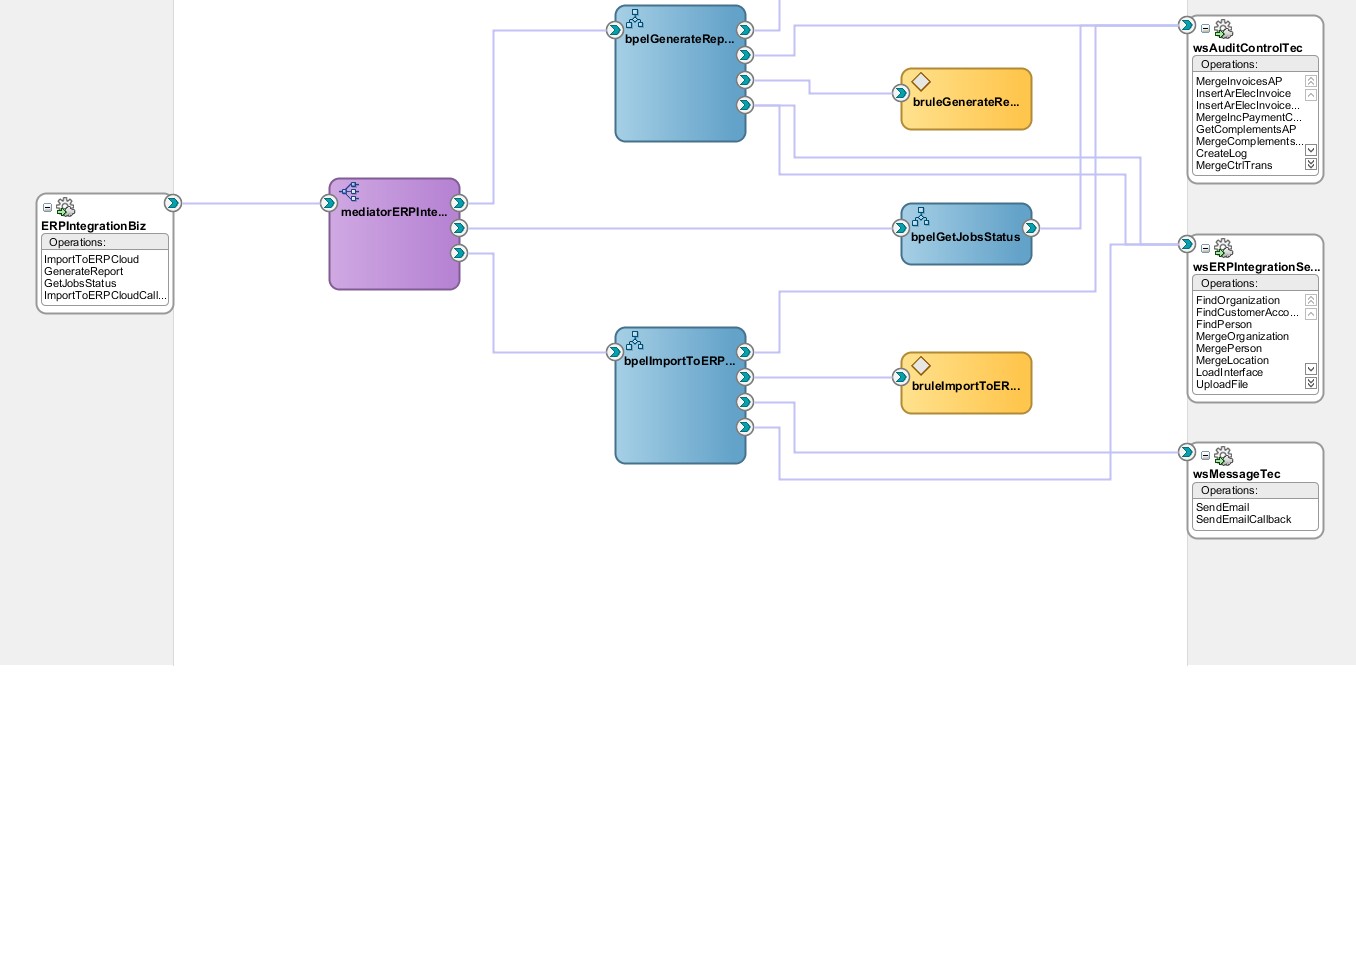 ERPIntegrationBiz
Operations:
ImportToERPCloud
GenerateReport
GetJobsStatus
ImportToERPCloudCall...
mediatorERPInte...
bpelGenerateRep...
bruleGenerateRe...
bpelGetJobsStatus
bpelImportToERP...
bruleImportToER...
wsAuditControlTec
Operations:
MergeInvoicesAP
InsertArElecInvoice
InsertArElecInvoice...
MergeIncPaymentC...
GetComplementsAP
MergeComplements...
CreateLog
MergeCtrlTrans
wsERPIntegrationSe...
Operations:
FindOrganization
FindCustomerAcco...
FindPerson
MergeOrganization
MergePerson
MergeLocation
LoadInterface
UploadFile
wsMessageTec
Operations:
SendEmail
SendEmailCallback